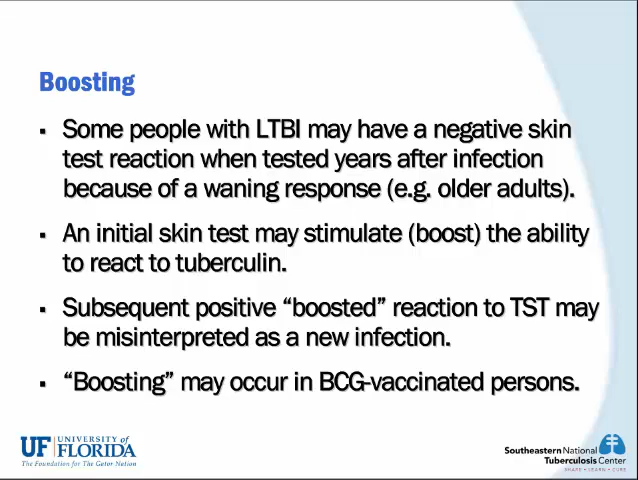 Boosting
▪ Some people with LTBI may have a negative skin
test reaction when tested years after infection
because of a waning response (e.g. older adults).
▪ An initial skin test may stimulate (boost) the ability
to react to tuberculin.
▪ Subsequent positive “boosted” reaction to TST may
be misinterpreted as a new infection.
▪ “Boosting” may occur in BCG-vaccinated persons.
UF UNIVERSITY of
FLORIDA
The Foundation for The Gator Nation
Southeastern National
Tuberculosis Center
SHARE • LEARN • CURE